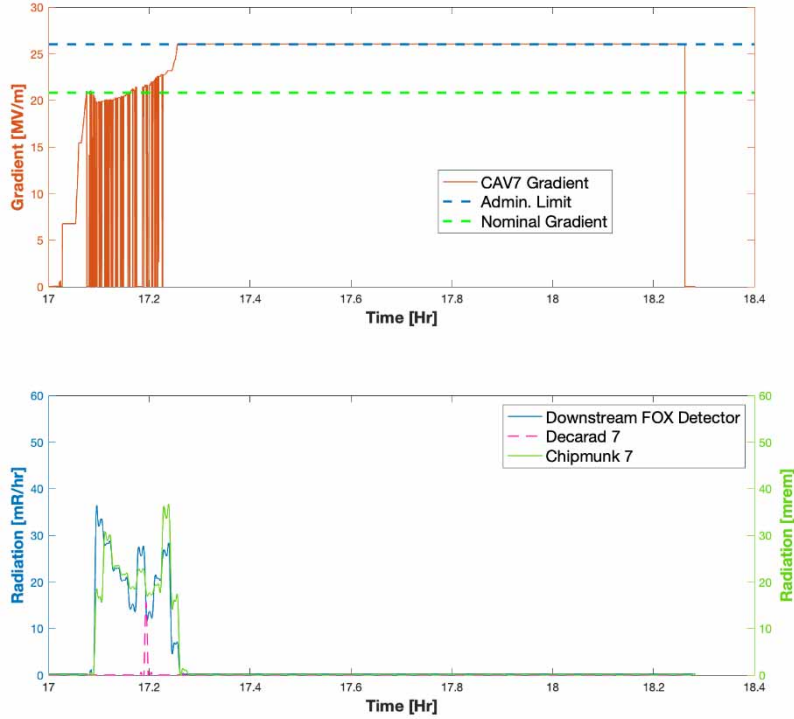 30
25
20
15
10
5
0
Gradient [MV/m]
CAV7 Gradient
Admin. Limit
Nominal Gradient
17 17.2 17.4 17.6 17.8 18 18.2 18.4
Time [Hr]
60 60
50 50
40 40
30 30
20 20
10 10
0 0
Radiation [mR/hr]
Radiation [mrem]
Downstream FOX Detector
Decarad 7
Chipmunk 7
17 17.2 17.4 17.6 17.8 18 18.2 18.4
Time [Hr]